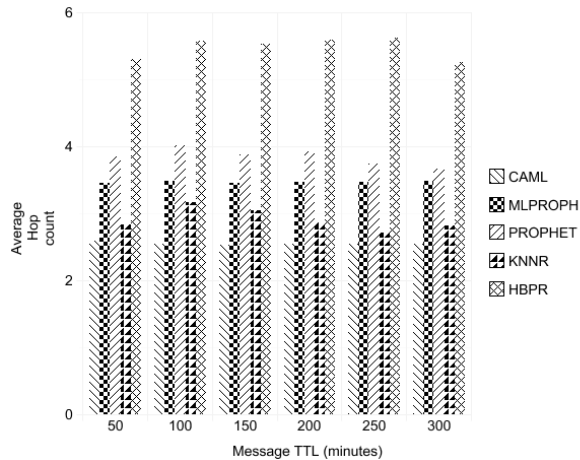 6
4
2
0
Average
Hop
count
50 100 150 200 250 300
Message TTL (minutes)
CAML
MLPROPH
PROPHET
KNNR
HBPR